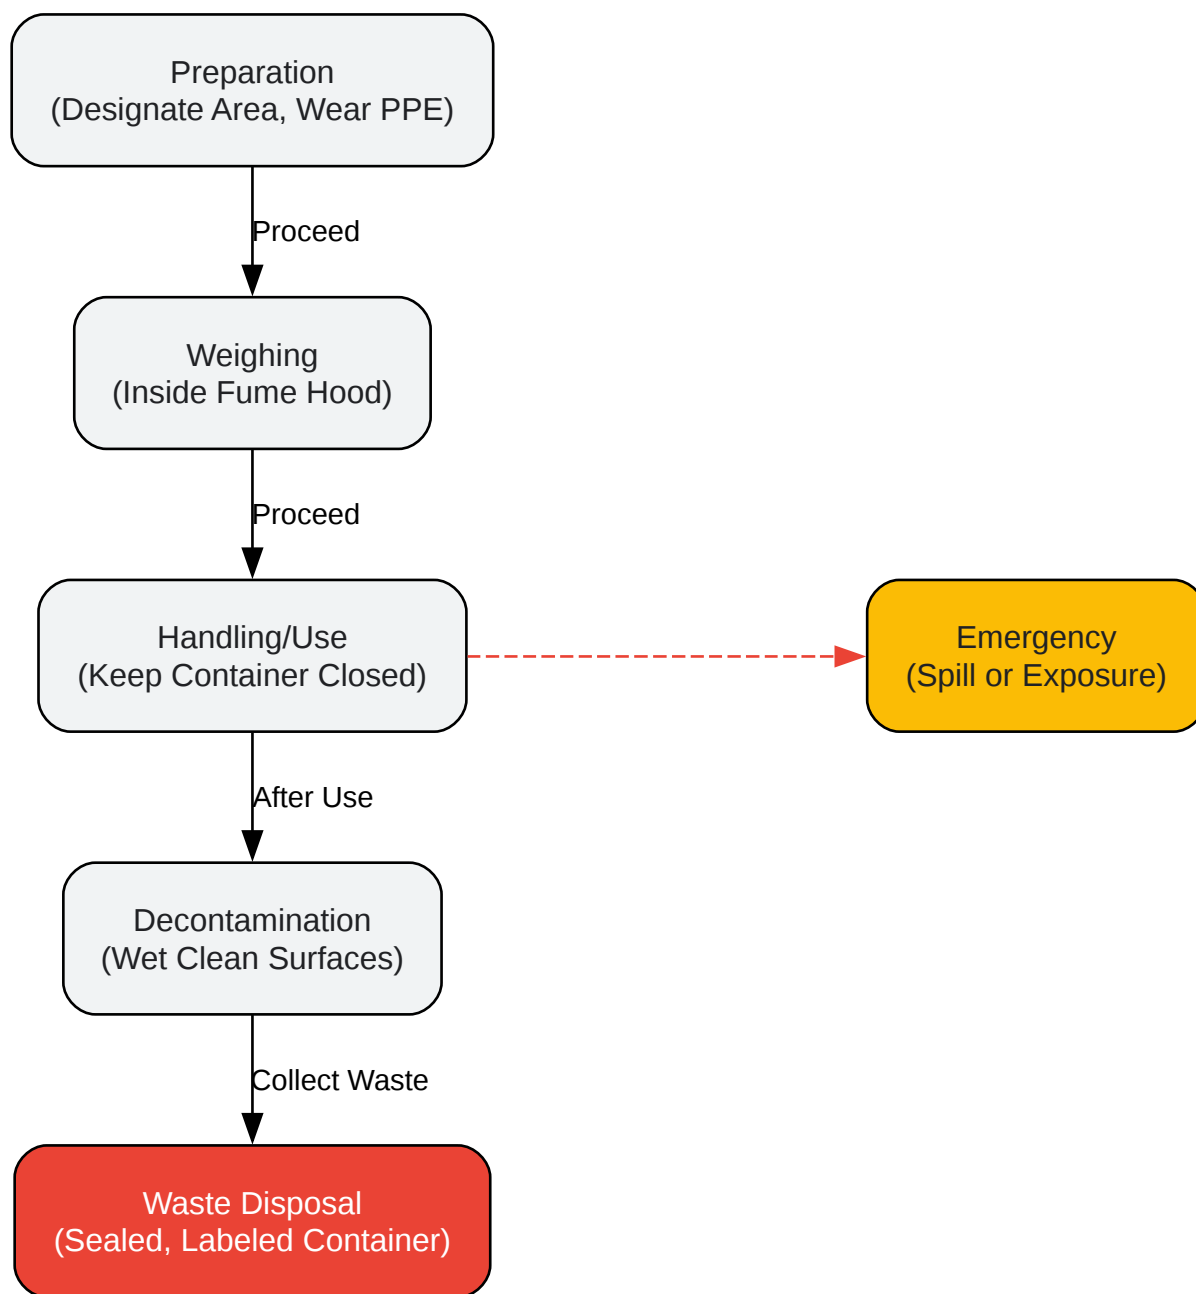 Preparation
(Designate Area, Wear PPE)
Proceed
Weighing
(Inside Fume Hood)
Proceed
Handling/Use
(Keep Container Closed)
Emergency
(Spill or Exposure)
After Use
Decontamination
(Wet Clean Surfaces)
Collect Waste
Waste Disposal
(Sealed, Labeled Container)